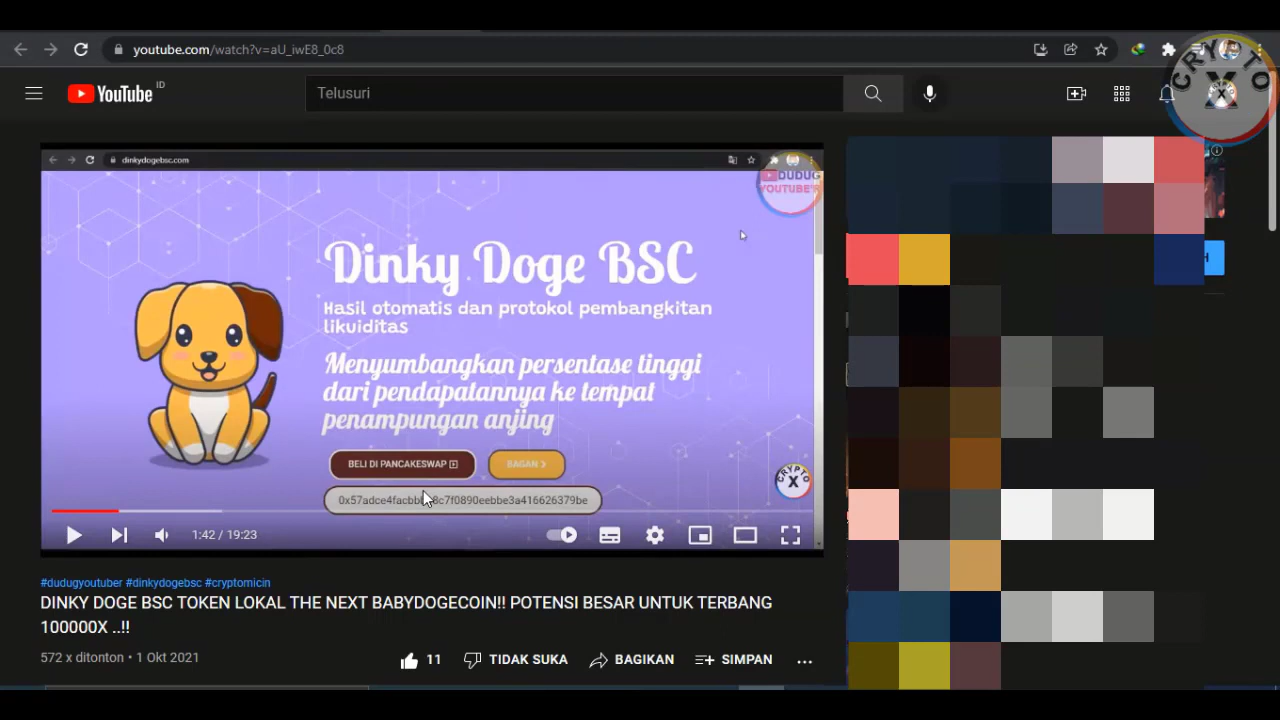 youtube.com/watch?v=aU_iwE8_0c8
YouTube ID
Telusuri
CRYPTO
X
dinkydogebsc.com
DUDUG
YOUTUBE'R
Dinky Doge BSC
Hasil otomatis dan protokol pembangkitan
likuiditas
Menyumbangkan persentase tinggi
dari pendapatannya ke tempat
penampungan anjing
BELI DI PANCAKESWAP
BAGAN
CRYPTO
X
1:42 / 19:23
#dudugyoutuber #dinkydogebsc #cryptomicin
DINKY DOGE BSC TOKEN LOKAL THE NEXT BABYDOGECOIN!! POTENSI BESAR UNTUK TERBANG
100000X ..!!
572 x ditonton • 1 Okt 2021
11
TIDAK SUKA
BAGIKAN
SIMPAN